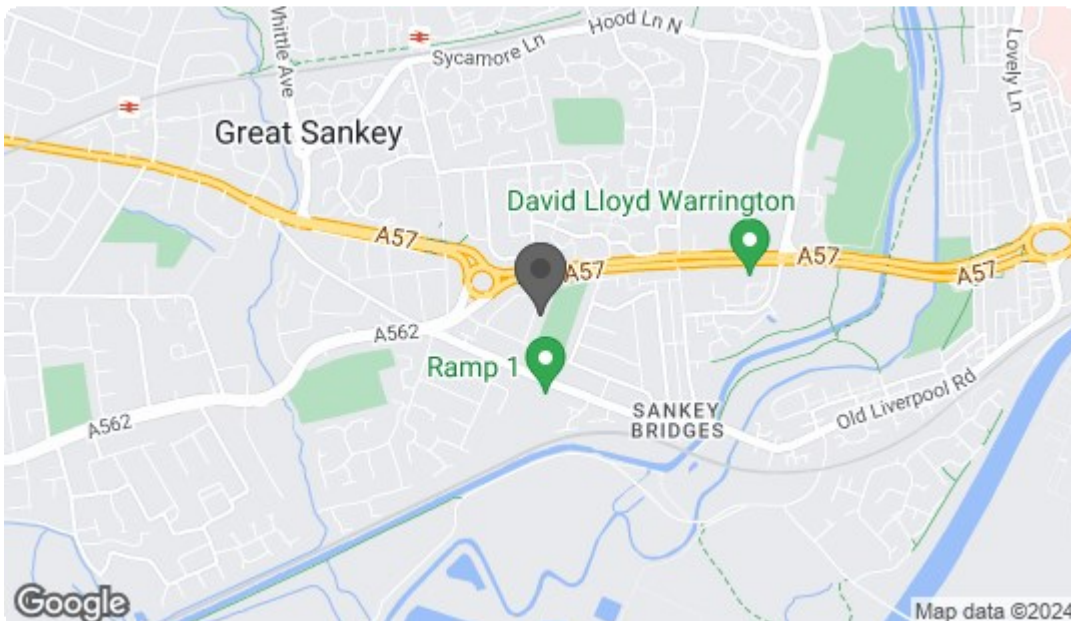 Whittle Ave
Sycamore Ln
Hood Ln N
Lovely Ln
Great Sankey
David Lloyd Warrington
A57
A57
A57
A57
A562
Ramp 1
A562
SANKEY
BRIDGES
Old Liverpool Rd
Google
Map data ©2024